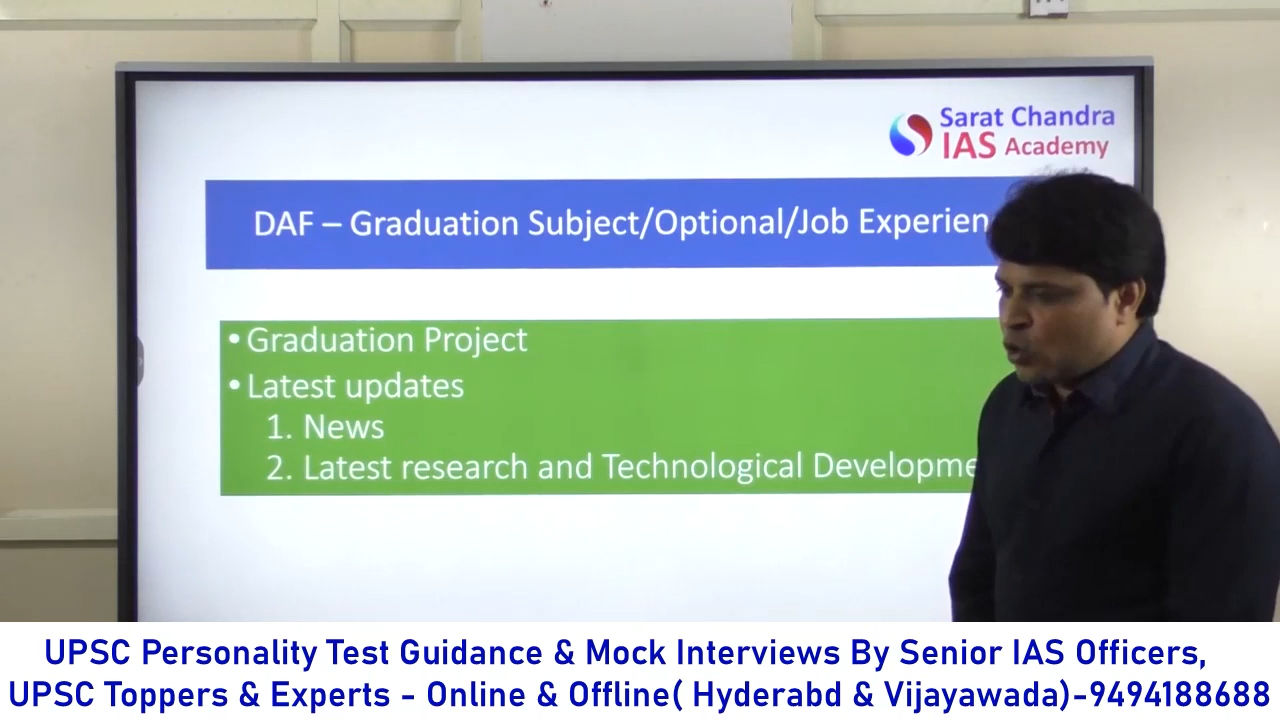 Sarat Chandra
IAS Academy
DAF – Graduation Subject/Optional/Job
• Graduation Project
• Latest updates
1. News
2. Latest research and Technological
UPSC Personality Test Guidance & Mock Interviews By Senior IAS Officers,
UPSC Toppers & Experts - Online & Offline( Hyderabd & Vijayawada)-9494188688